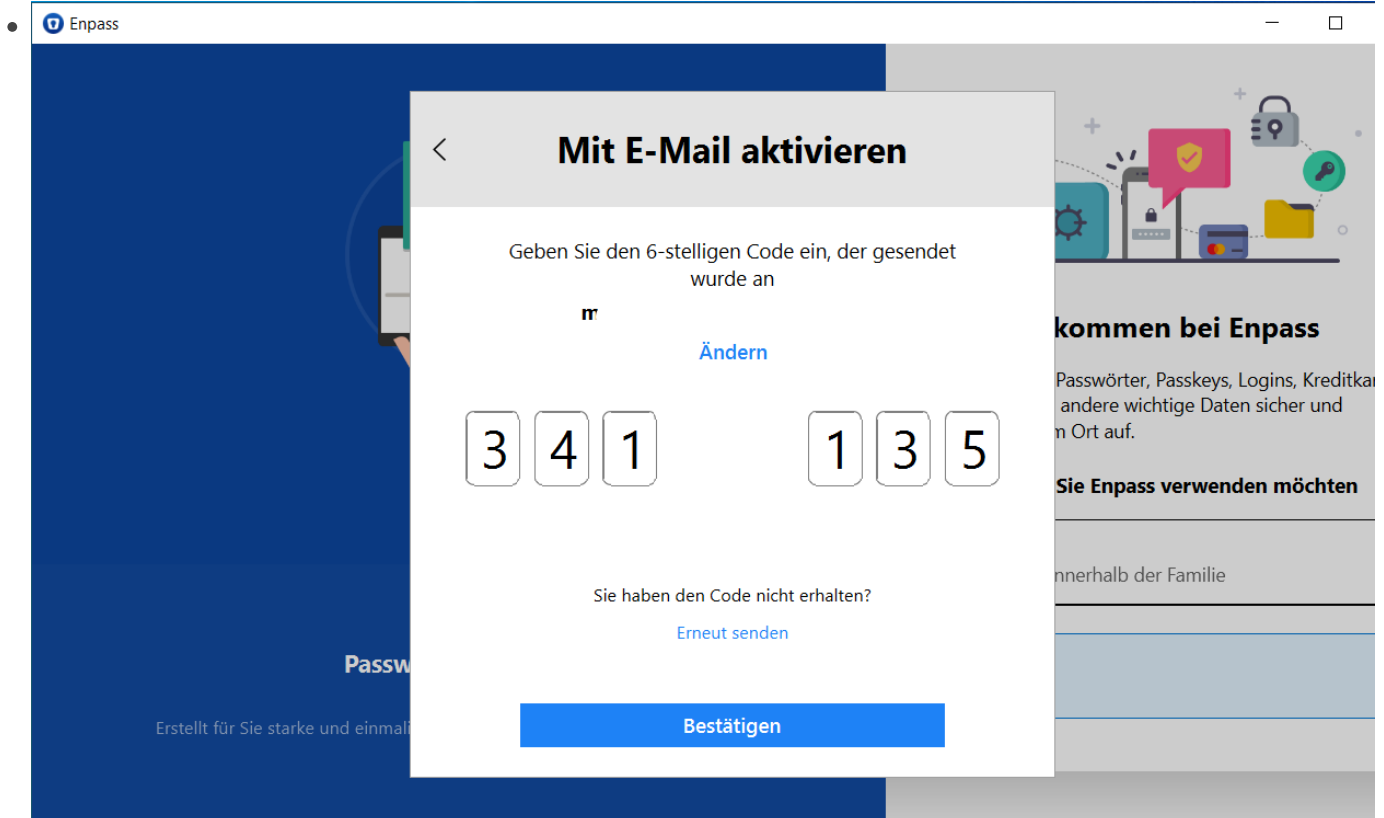 Enpass
Mit E-Mail aktivieren
Geben Sie den 6-stelligen Code ein, der gesendet
wurde an
Ändern
3 4 1 1 3 5
Sie haben den Code nicht erhalten?
Erneut senden
Bestätigen
Passw
Erstellt für Sie starke und einmali
kommen bei Enpass
Passwörter, Passkeys, Logins, Kreditkar
andere wichtige Daten sicher und
Ort auf.
Sie Enpass verwenden möchten
nnerhalb der Familie